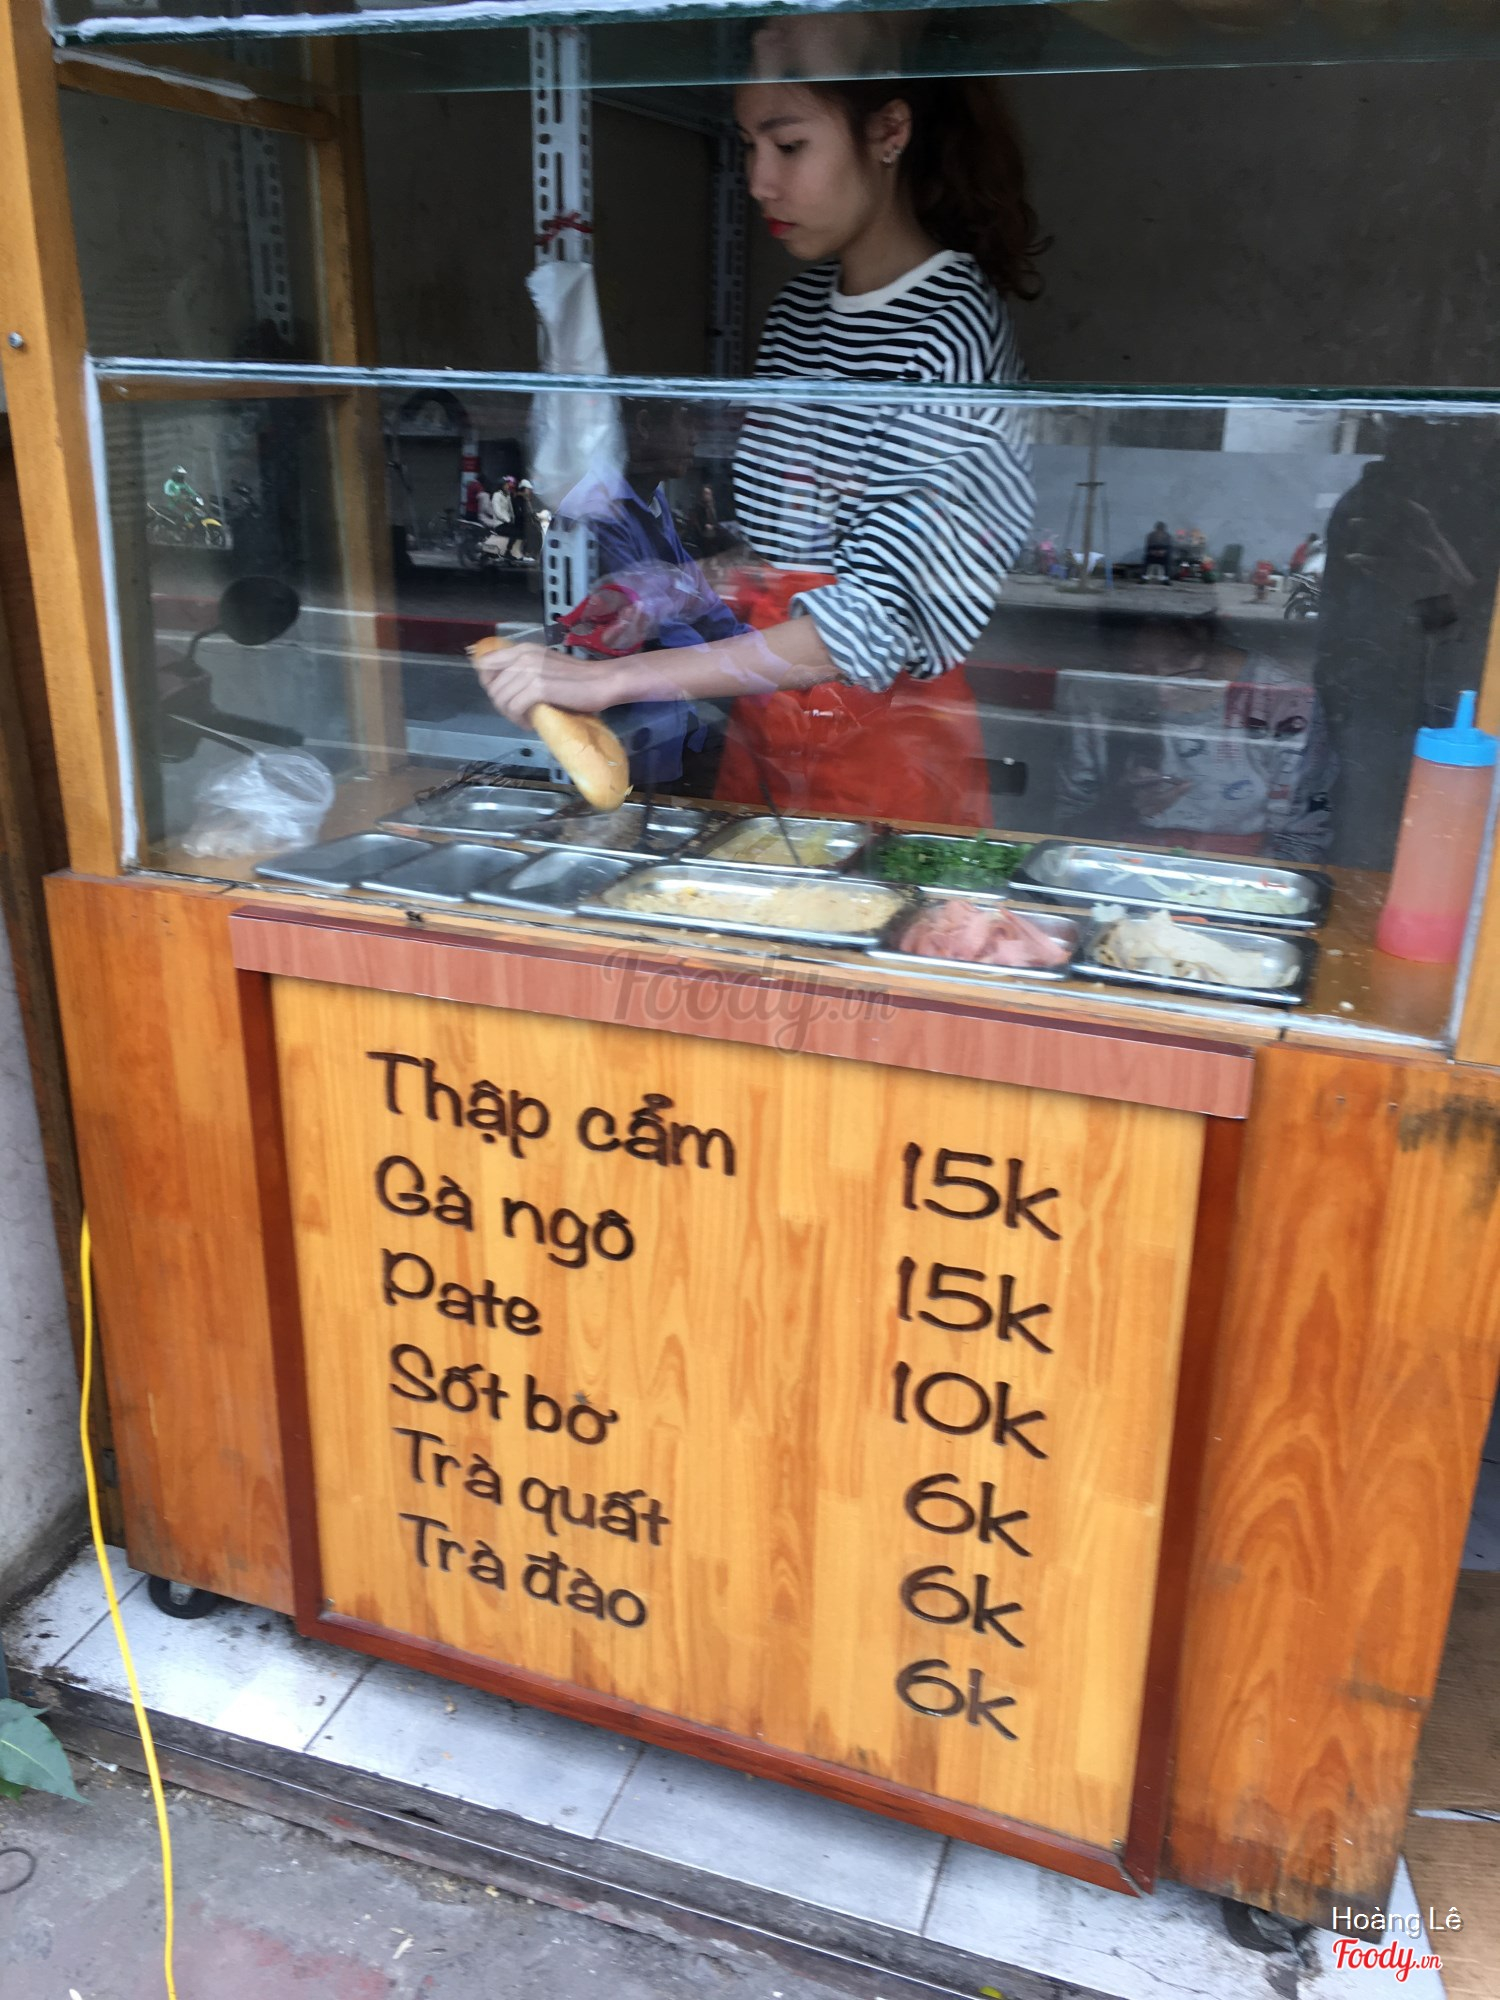 Foody.vn
Thập cẩm 15k
Gà ngô 15k
Pate 10k
Sốt bờ 6k
Trà quất 6k
Trà đào 6k
Hoàng Lê
Foody.vn